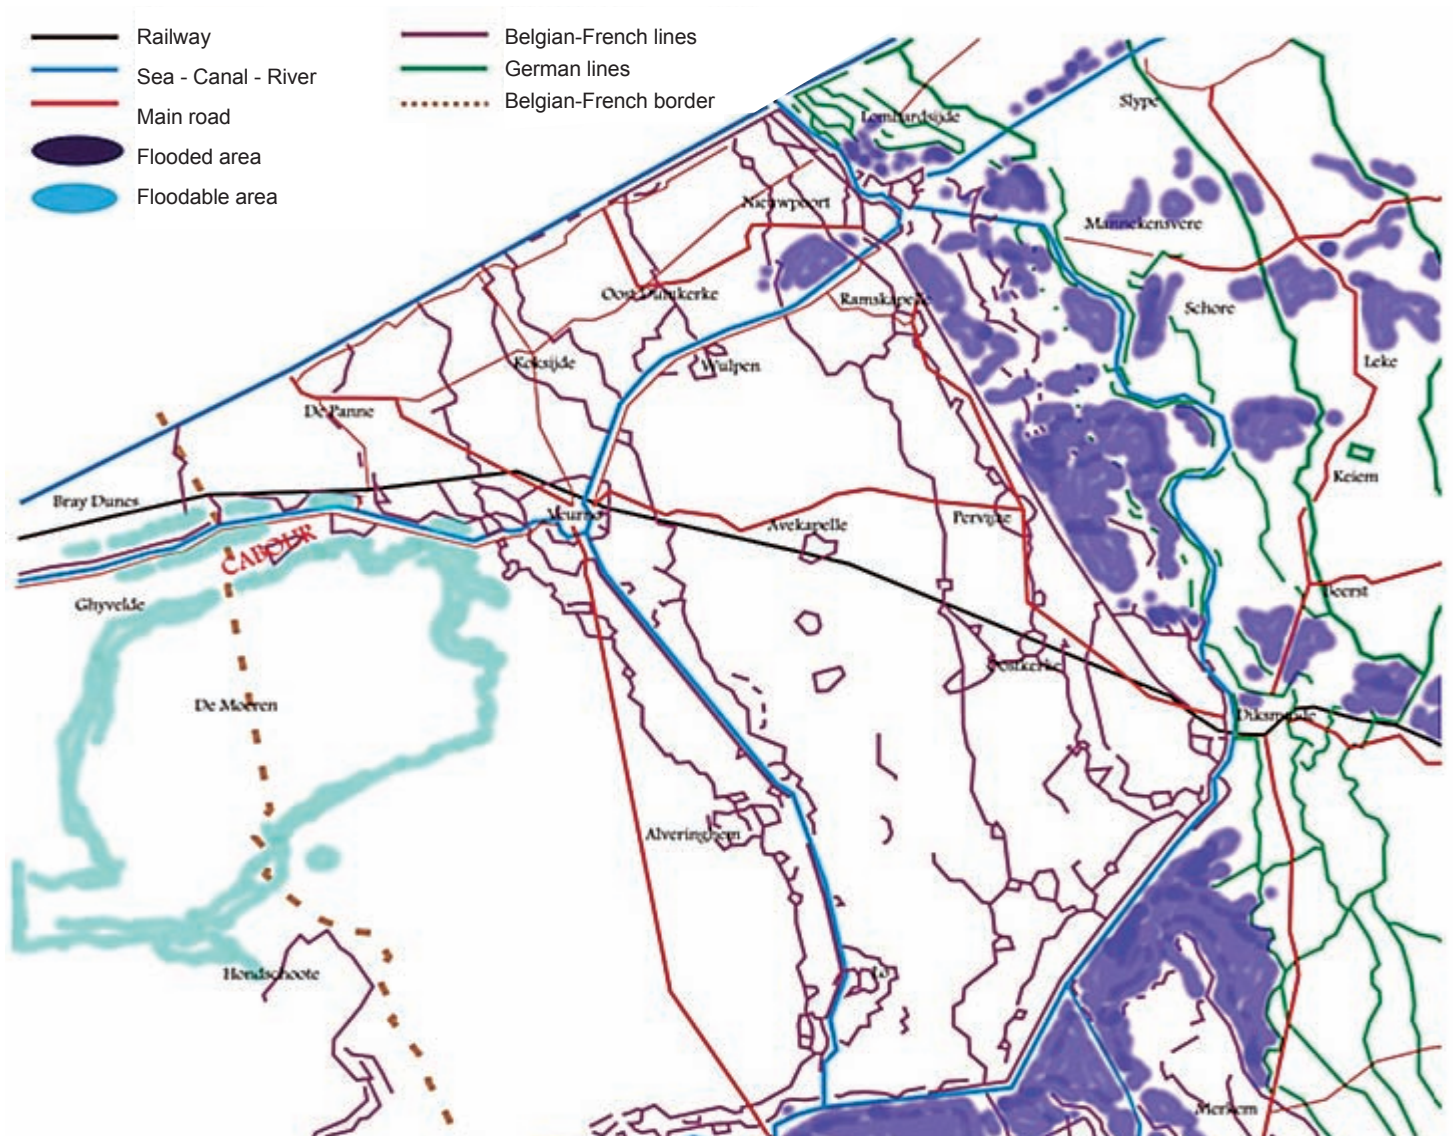 Railway
Sea - Canal - River
Main road
Flooded area
Floodable area
Belgian-French lines
German lines
Belgian-French border
Slype
Lombardsijde
Nieuwpoort
Mannekensvere
Oost Duinkerke
Ramskapelle
Schore
Koksijde
Wulpen
Leke
De Panne
Bray Dunes
Keiem
Veurne
Avekapelle
Pervijze
CABOUR
Ghyvelde
Beerst
Oostkerke
De Moeren
Diksmuide
Alveringhem
Hondschoote
Lo
Merkem